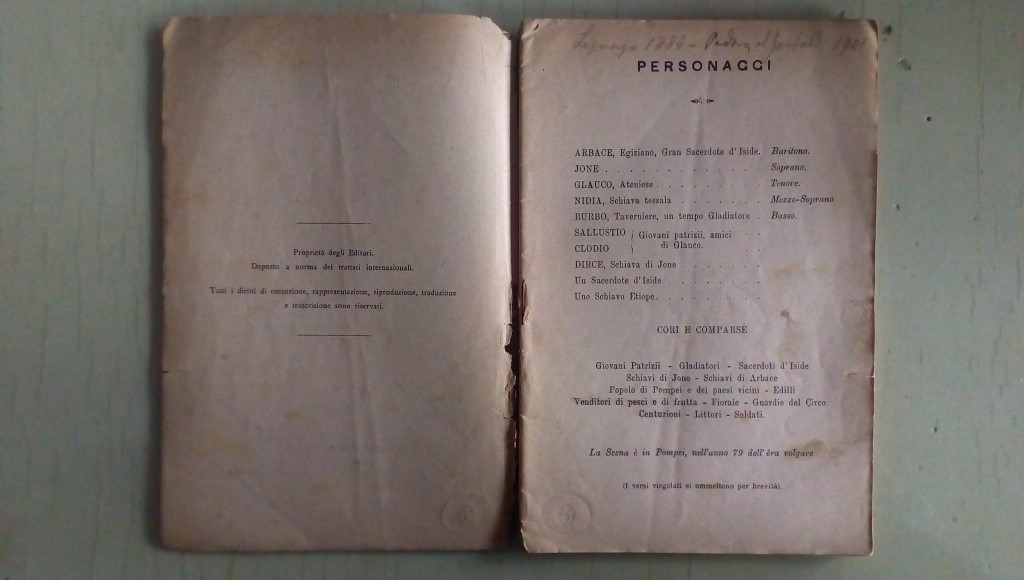 Proprietà degli Editori.
Deposto a norma dei trattati internazionali.
Tutti i diritti di esecuzione, rappresentazione, riproduzione, traduzione
e trascrizione sono riservati.
Legnago 1886 - 1901
PERSONAGGI
ARBACE, Egiziano, Gran Sacerdote d'Iside. Baritono.
JONE . . . . . . . . . . . . . Soprano.
GLAUCO, Ateniese . . . . . . . . Tenore.
NIDIA, Schiava tessala . . . . . . . Mezzo-Soprano
BURBO, Taverniere, un tempo Gladiatore . . Basso.
SALLUSTIO } Giovani patrizii, amici . .
CLODIO } di Glauco. . .
DIRCE, Schiava di Jone . . . . . .
Un Sacerdote d'Iside . . . . . . .
Uno Schiavo Etiope . . . . . . . .
CORI E COMPARSE
Giovani Patrizii - Gladiatori - Sacerdoti d'Iside
Schiavi di Jone - Schiavi di Arbace
Popolo di Pompei e dei paesi vicini - Edilli
Venditori di pesci e di frutta - Fioraie - Guardie del Circo
Centurioni - Littori - Soldati.
La Scena è in Pompei, nell'anno 79 dell'êra volgare
(I versi virgolati si ommettono per brevità).